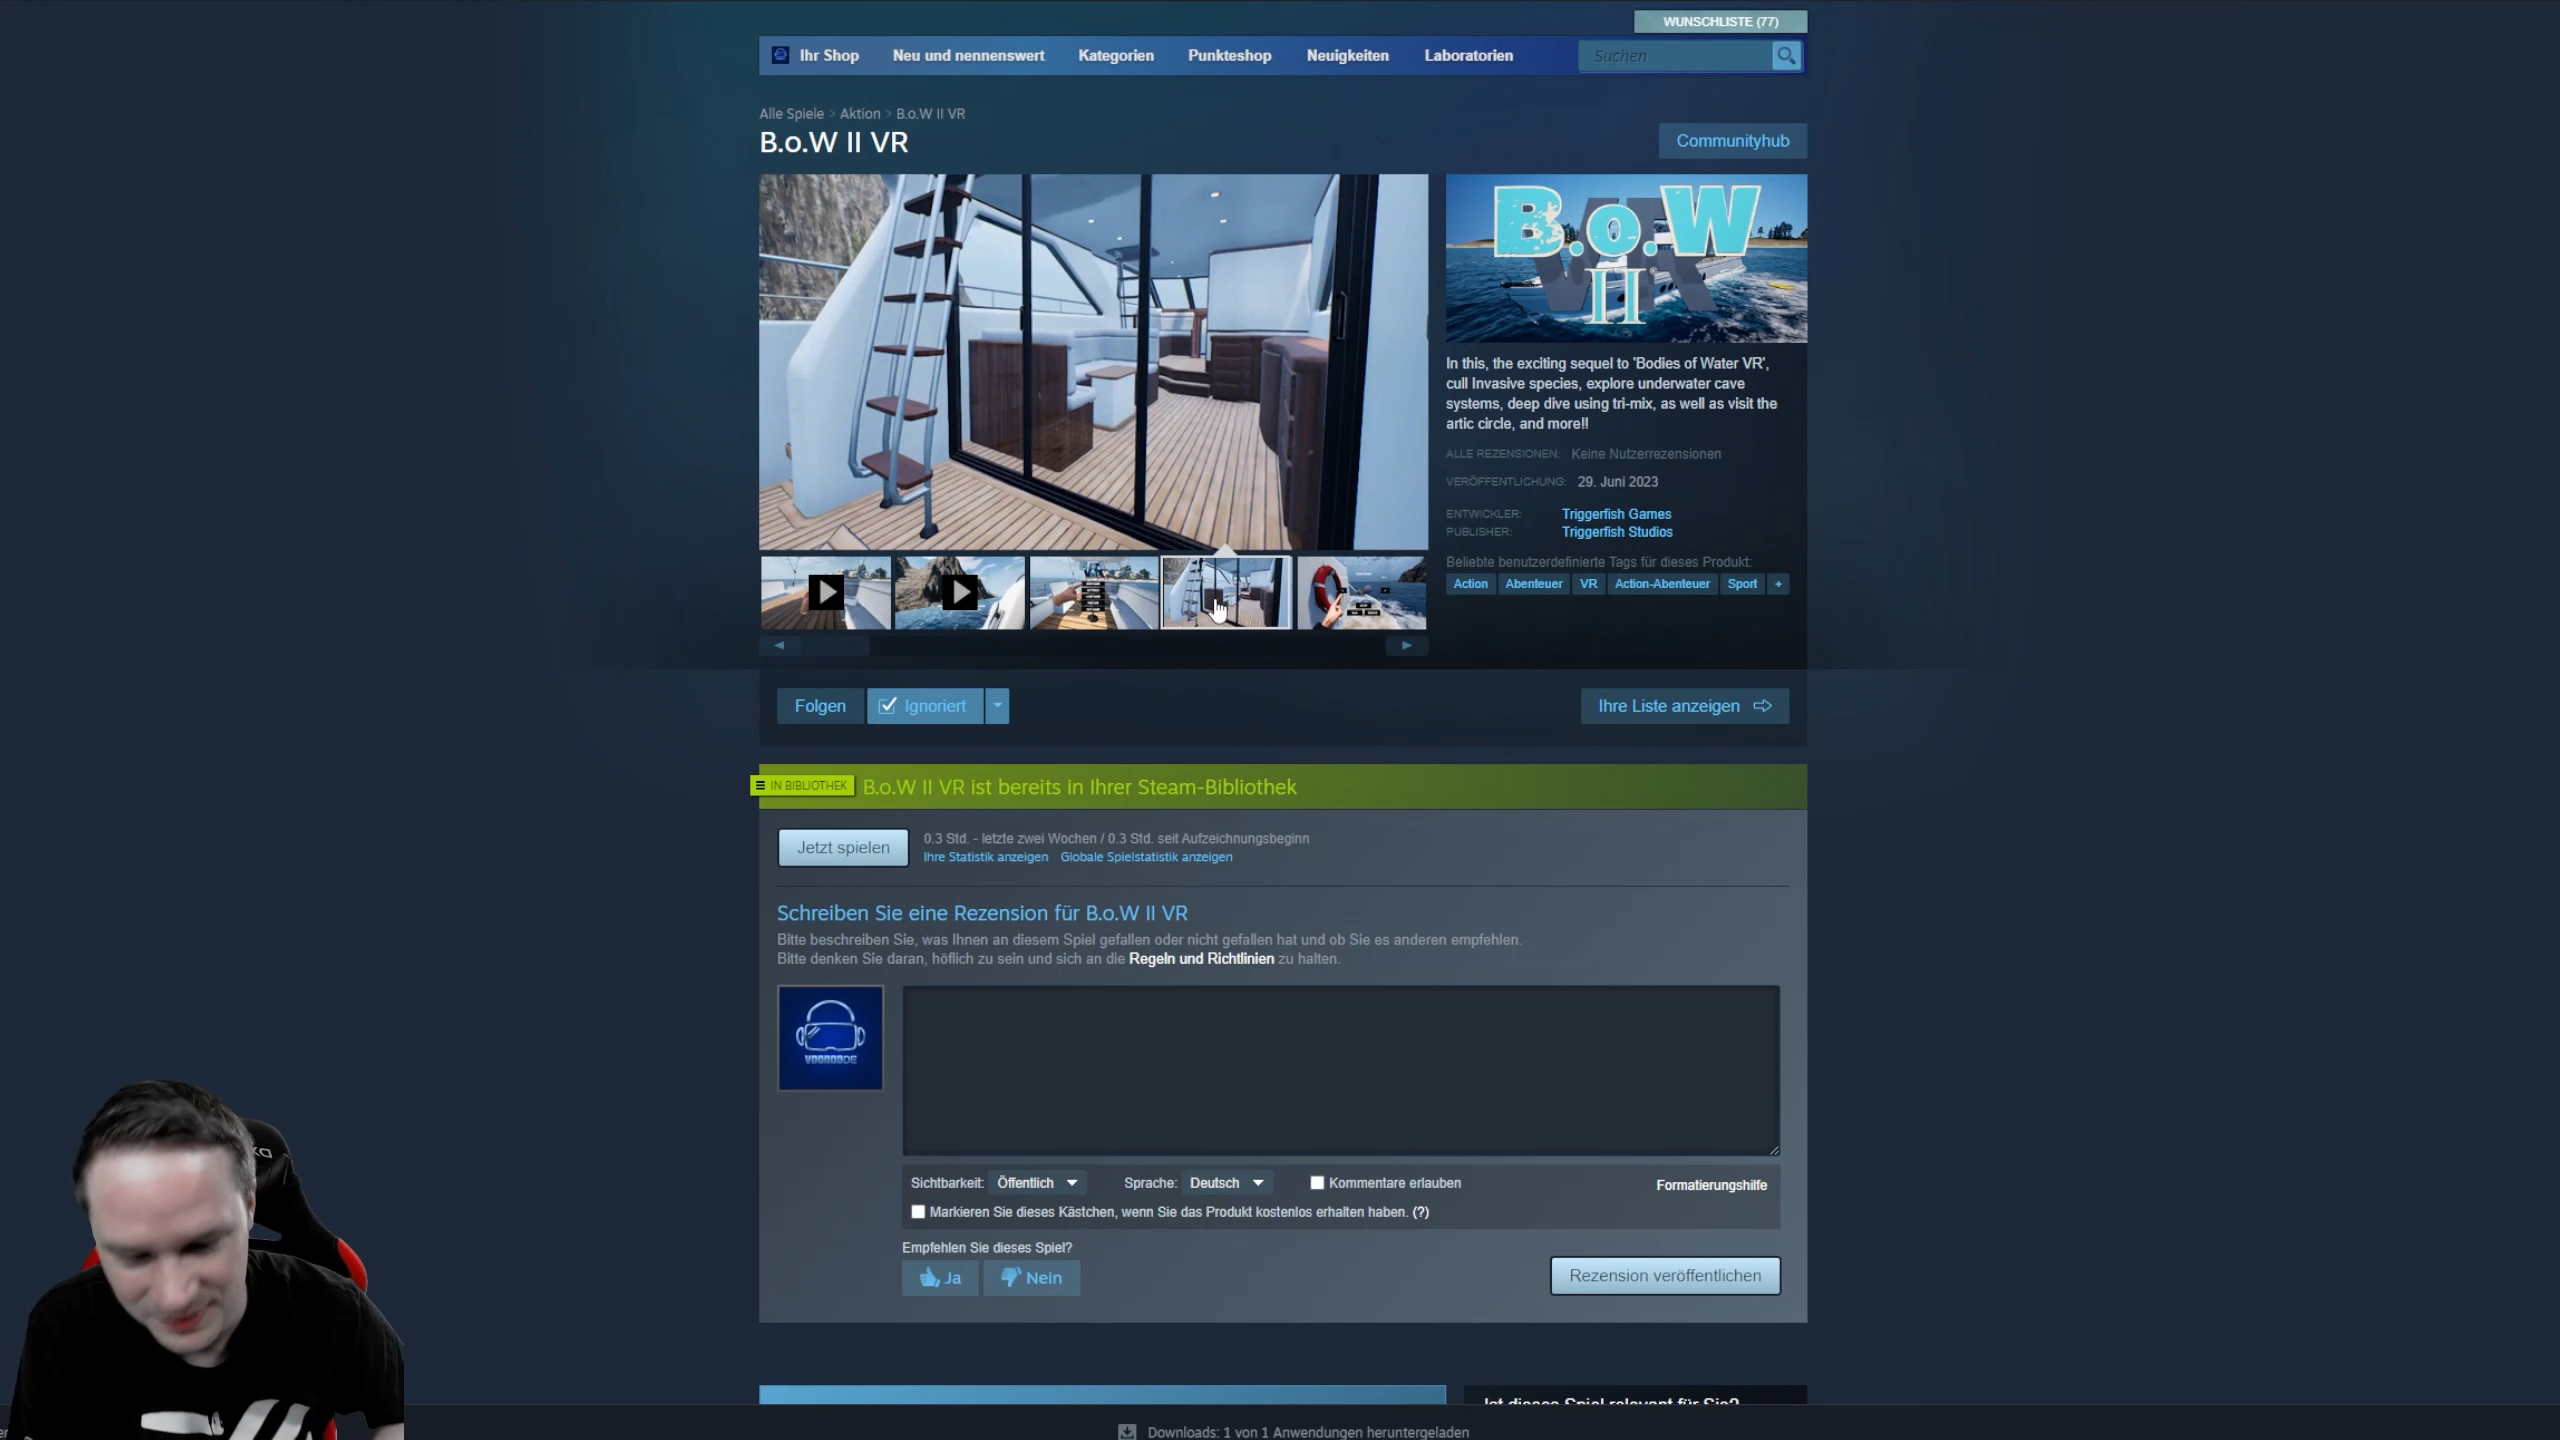 WUNSCHLISTE (77)
Ihr Shop Neu und nennenswert Kategorien Punkteshop Neuigkeiten Laboratorien Suchen
Alle Spiele > Aktion > B.o.W II VR
B.o.W II VR
Communityhub
B.o.W
II
In this, the exciting sequel to 'Bodies of Water VR',
cull Invasive species, explore underwater cave
systems, deep dive using tri-mix, as well as visit the
artic circle, and more!!
ALLE REZENSIONEN: Keine Nutzerrezensionen
VERÖFFENTLICHUNG: 29. Juni 2023
ENTWICKLER: Triggerfish Games
PUBLISHER: Triggerfish Studios
Beliebte benutzerdefinierte Tags für dieses Produkt:
Action Abenteuer VR Action-Abenteuer Sport +
Folgen Ignoriert Ihre Liste anzeigen
IN BIBLIOTHEK B.o.W II VR ist bereits in Ihrer Steam-Bibliothek
Jetzt spielen
0.3 Std. - letzte zwei Wochen / 0.3 Std. seit Aufzeichnungsbeginn
Ihre Statistik anzeigen Globale Spielstatistik anzeigen
Schreiben Sie eine Rezension für B.o.W II VR
Bitte beschreiben Sie, was Ihnen an diesem Spiel gefallen oder nicht gefallen hat und ob Sie es anderen empfehlen.
Bitte denken Sie daran, höflich zu sein und sich an die Regeln und Richtlinien zu halten.
Sichtbarkeit: Öffentlich Sprache: Deutsch Kommentare erlauben Formatierungshilfe
Markieren Sie dieses Kästchen, wenn Sie das Produkt kostenlos erhalten haben. (?)
Empfehlen Sie dieses Spiel?
Ja Nein Rezension veröffentlichen
Ist dieses Spiel relevant für Sie?
Downloads: 1 von 1 Anwendungen heruntergeladen